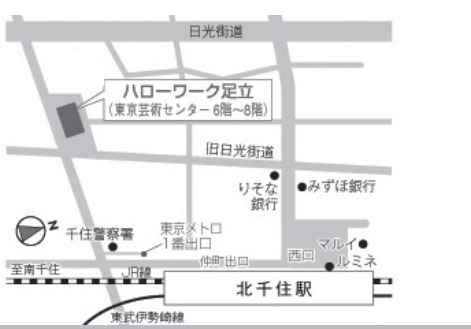 日光街道
ハローワーク足立
(東京芸術センター 6階〜8階)
旧日光街道
りそな
銀行
みずほ銀行
N
千住警察署
東京メトロ
1番出口
仲町出口
西口
マルイ
ルミネ
至南千住
JR線
北千住駅
東武伊勢崎線